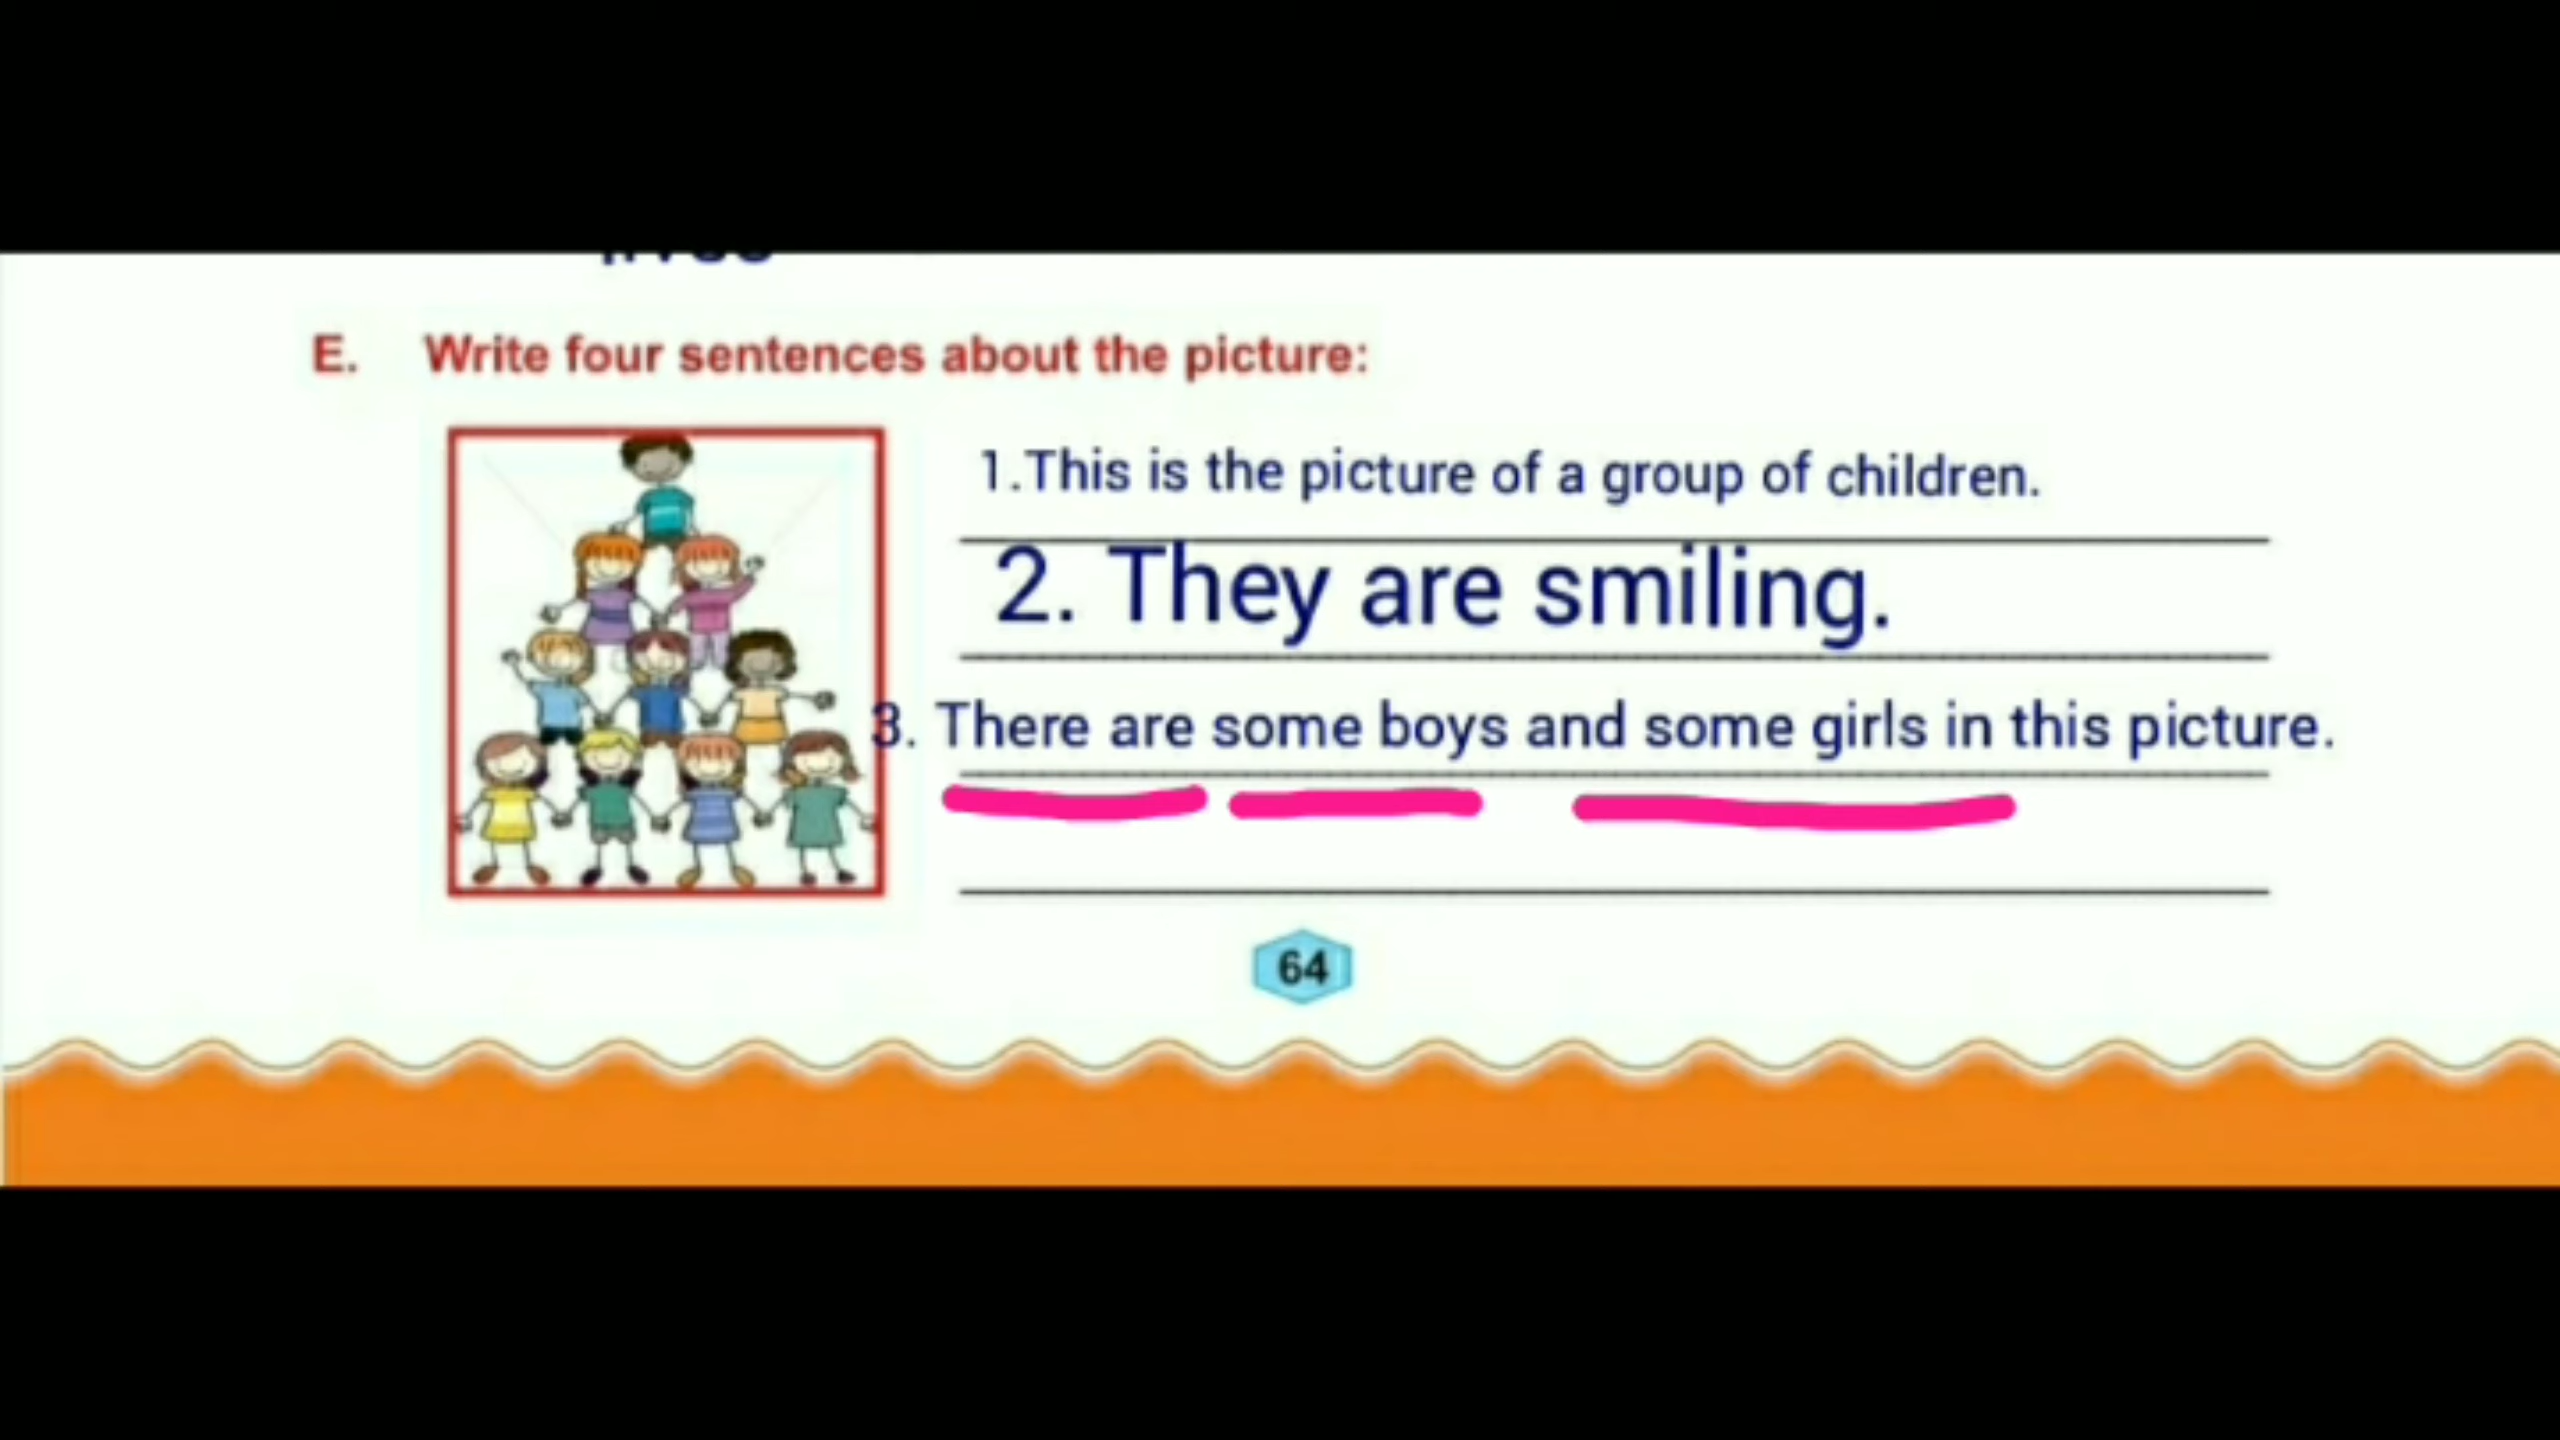 E. Write four sentences about the picture:
1.This is the picture of a group of children.
2. They are smiling.
3. There are some boys and some girls in this picture.
64